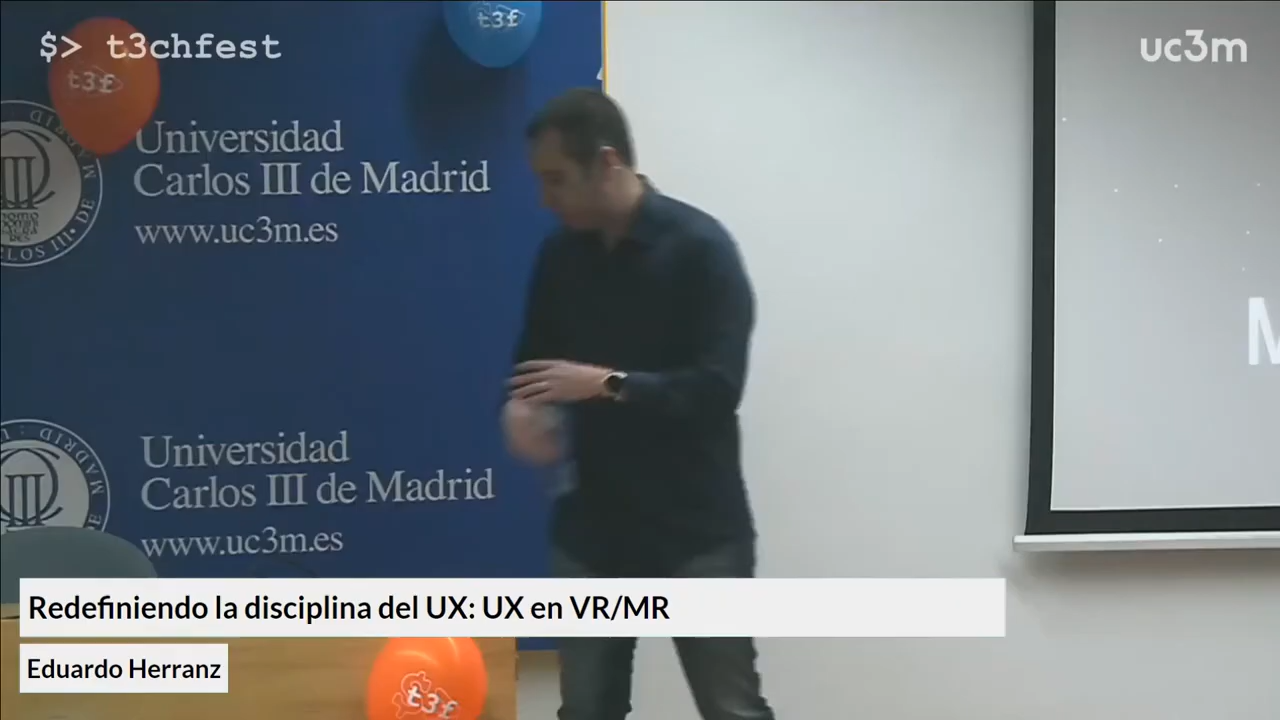 $> t3chfest
uc3m
t3f
t3f
Universidad
Carlos III de Madrid
www.uc3m.es
M
Universidad
Carlos III de Madrid
www.uc3m.es
Redefiniendo la disciplina del UX: UX en VR/MR
Eduardo Herranz
t3f